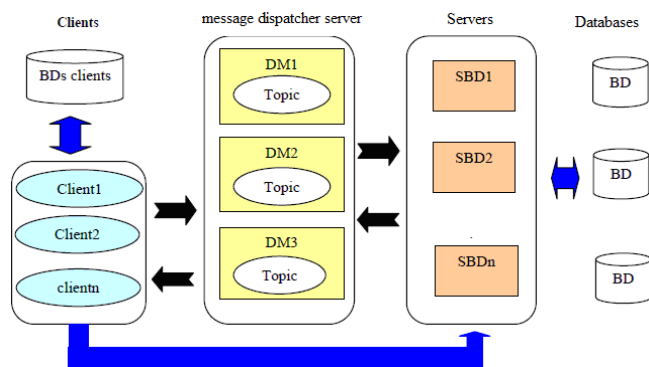 Clients
message dispatcher server
Servers
Databases
BDs clients
DM1
Topic
SBD1
BD
DM2
Topic
SBD2
BD
Client1
Client2
DM3
Topic
SBDn
BD
clientn